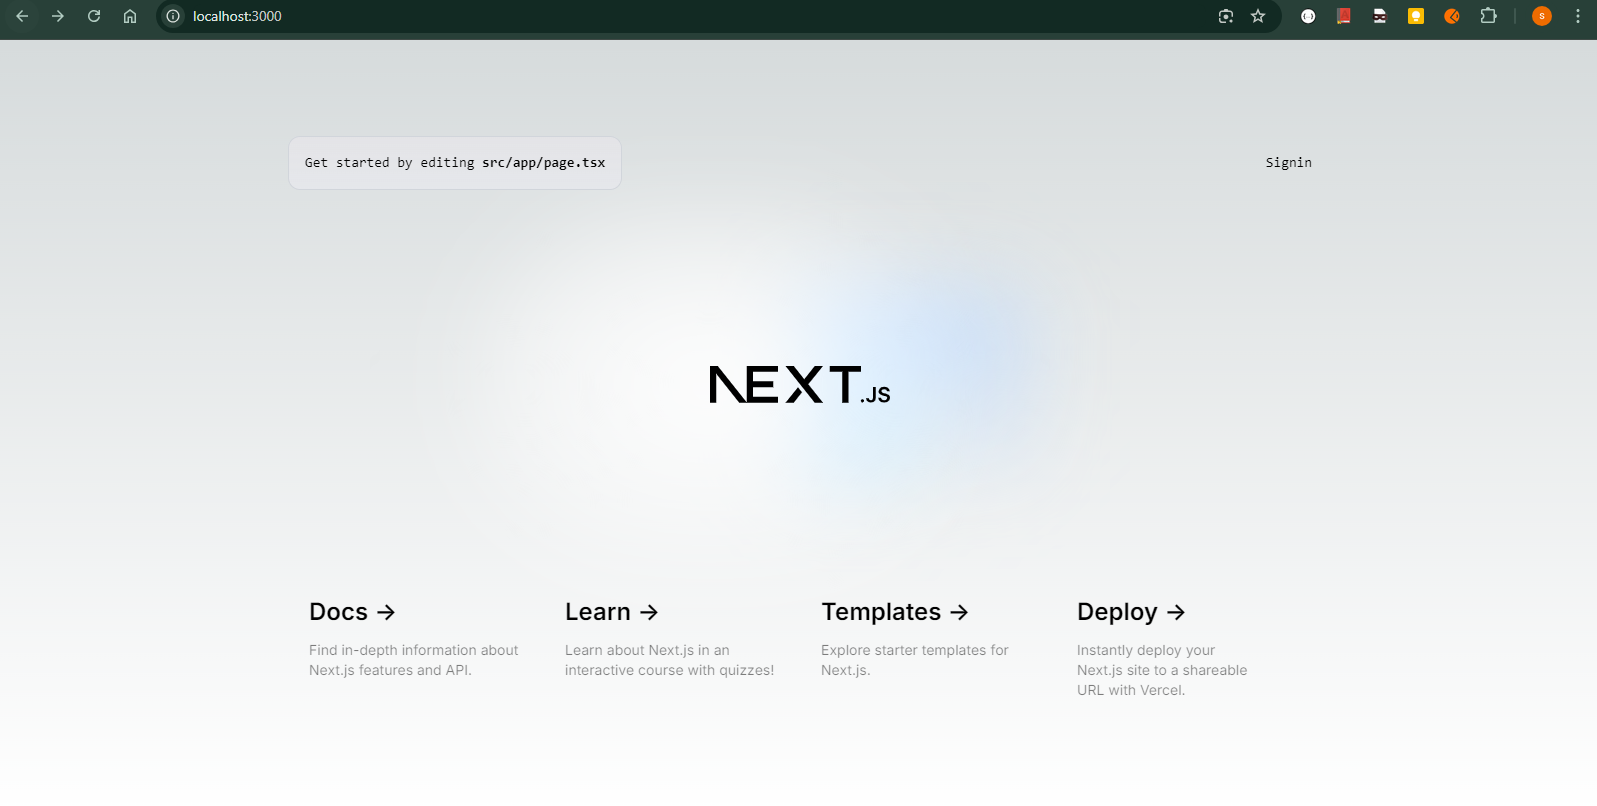 localhost:3000
S
Get started by editing src/app/page.tsx
Signin
NEXT.JS
Docs →
Find in-depth information about
Next.js features and API.
Learn →
Learn about Next.js in an
interactive course with quizzes!
Templates →
Explore starter templates for
Next.js.
Deploy →
Instantly deploy your
Next.js site to a shareable
URL with Vercel.